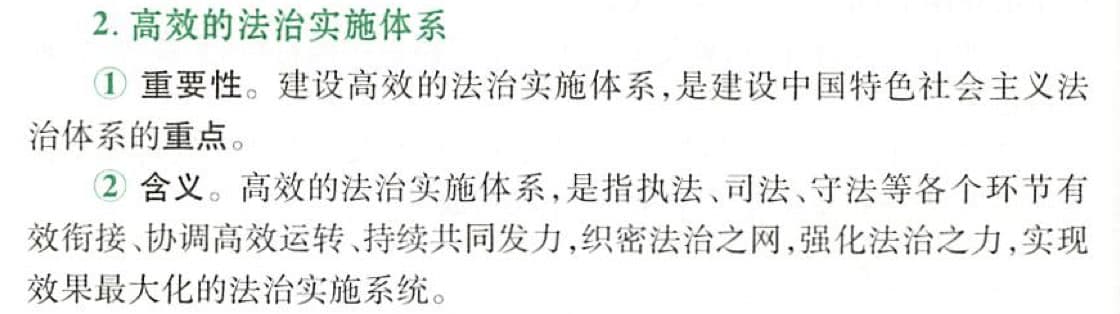 2. 高效的法治实施体系
① 重要性。建设高效的法治实施体系,是建设中国特色社会主义法
治体系的重点。
② 含义。高效的法治实施体系,是指执法、司法、守法等各个环节有
效衔接、协调高效运转、持续共同发力,织密法治之网,强化法治之力,实现
效果最大化的法治实施系统。